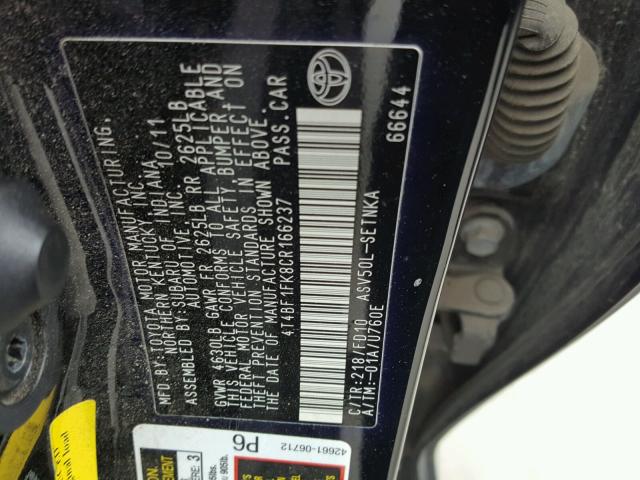 MFD. BY: TOYOTA MOTOR MANUFACTURING,
NORTHERN KENTUCKY, INDIANA
ASSEMBLED BY: SUBARU AUTOMOTIVE, INC. 10/11
GVWR 4630LB GAWR FR 2625LB RR 2625LB
THIS VEHICLE CONFORMS TO ALL APPLICABLE
FEDERAL MOTOR VEHICLE SAFETY, BUMPER AND
THEFT PREVENTION STANDARDS IN EFFECT ON
THE DATE OF MANUFACTURE SHOWN ABOVE.
4T4BF1FK8CR166237 PASS.CAR
C/TR:218/FD10 ASV50L-SETNKA
A/TM:-01A/U760E 66644
42661-06712
P6
3